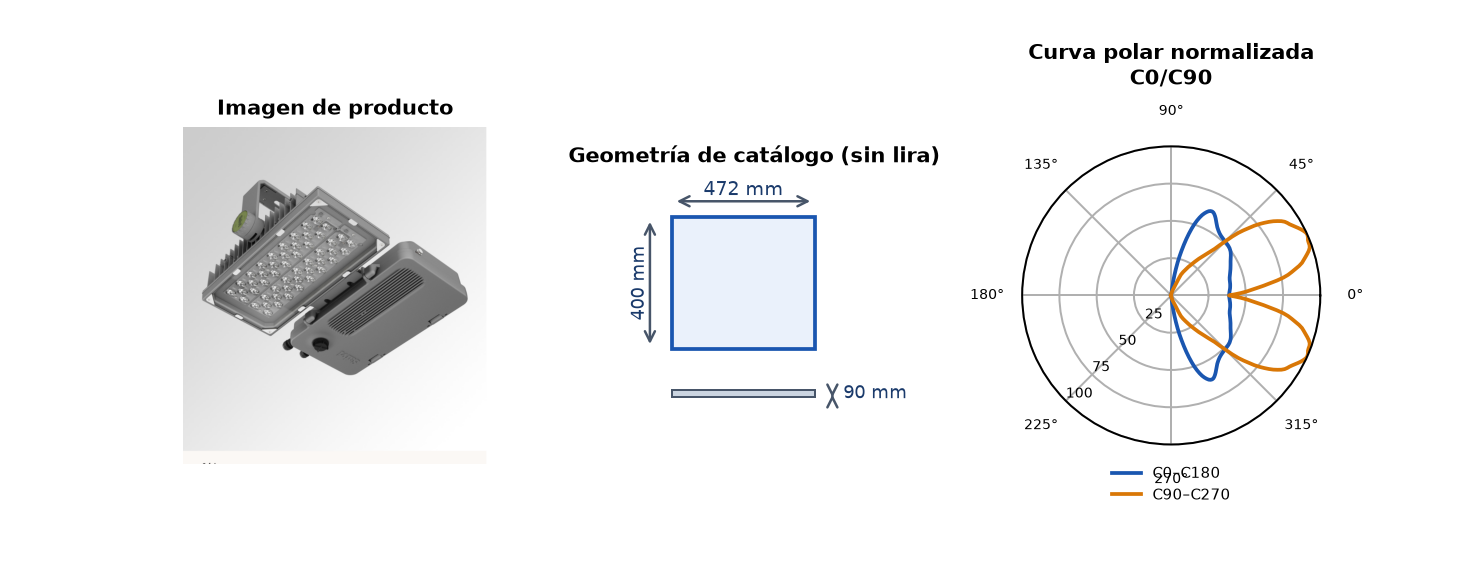 Imagen de producto
Geometría de catálogo (sin lira)
472 mm
400 mm
90 mm
Curva polar normalizada
C0/C90
90°
135°
45°
180°
0°
25
50
75
100
225°
315°
270°
C0–C180
C90–C270